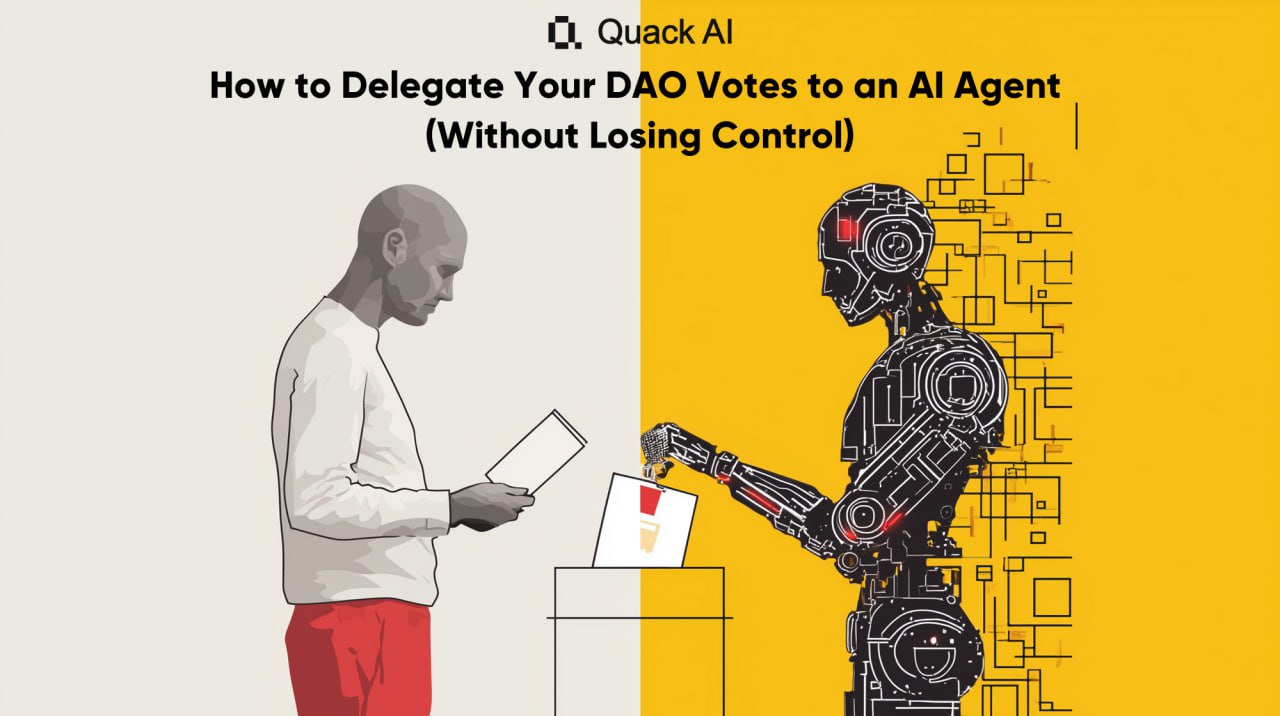 Quack AI
How to Delegate Your DAO Votes to an AI Agent
(Without Losing Control)